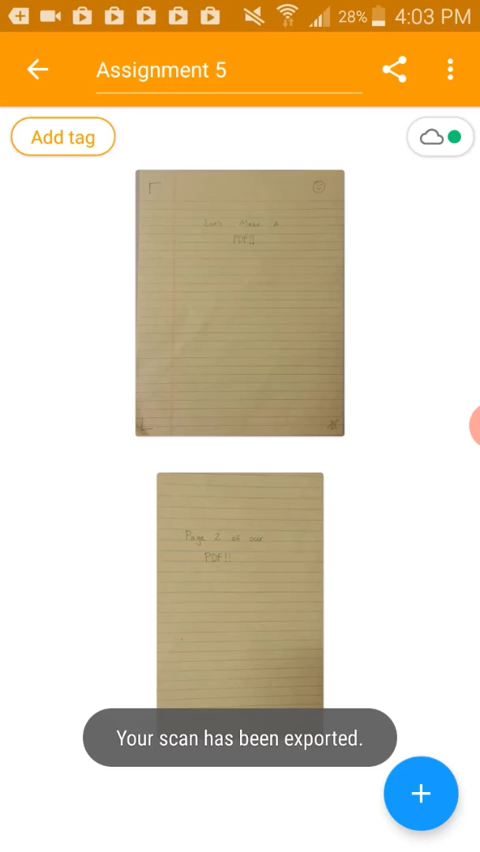 28% 4:03 PM
Assignment 5
Add tag
Let's Make a
PDF!!
Page 2 of our
PDF!!
Your scan has been exported.